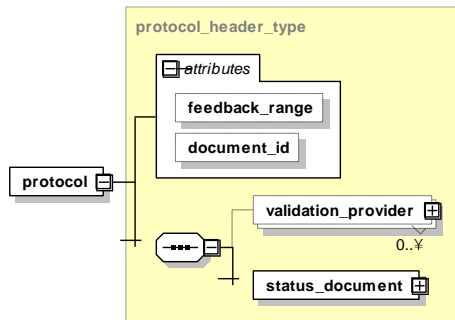 protocol_header_type
attributes
feedback_range
document_id
protocol
validation_provider
0..¥
status_document